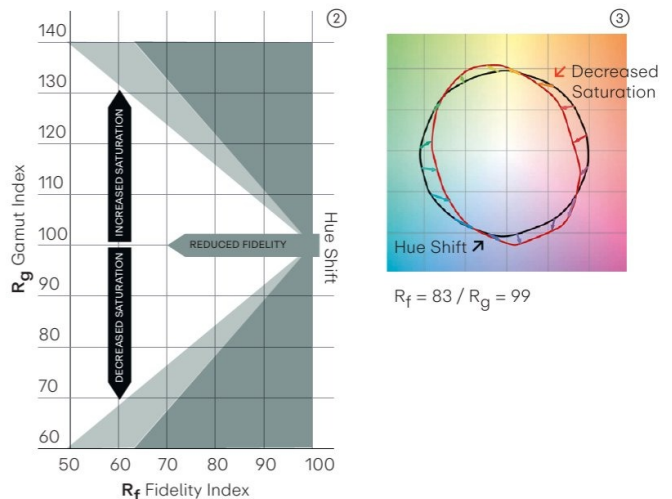 ②
140
130
120
110
100
90
80
70
60
Rg Gamut Index
INCREASED SATURATION
DECREASED SATURATION
REDUCED FIDELITY
Hue Shift
50 60 70 80 90 100
Rf Fidelity Index
③
Decreased
Saturation
Hue Shift
Rf = 83 / Rg = 99